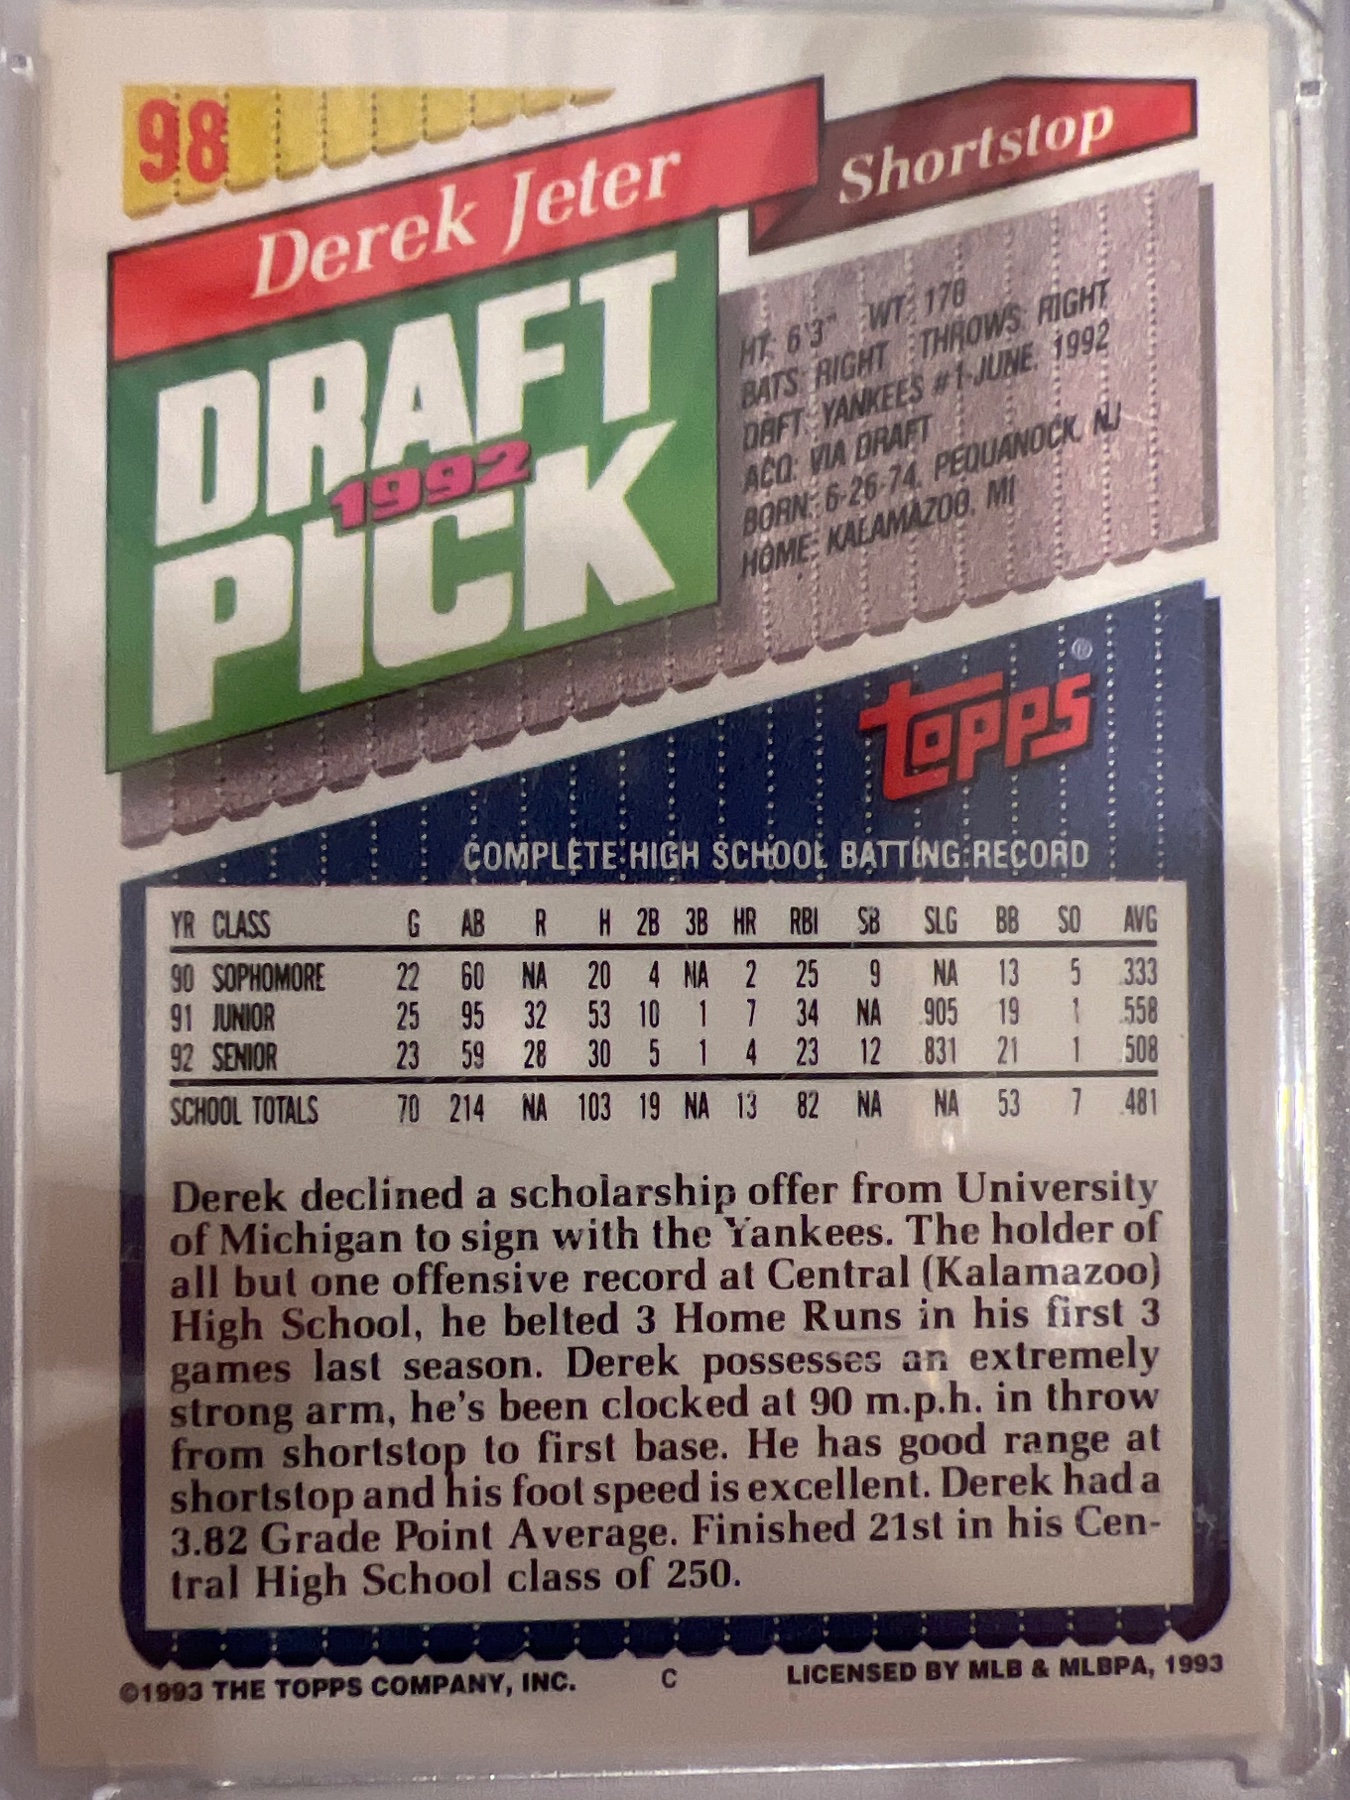 98
Derek Jeter
Shortstop
DRAFT
1992
PICK
HT: 6'3" WT: 178
BATS: RIGHT THROWS: RIGHT
DRFT: YANKEES #1-JUNE, 1992
ACQ: VIA DRAFT
BORN: 6-26-74, PEQUANOCK, NJ
HOME: KALAMAZOO, MI
Topps®
COMPLETE HIGH SCHOOL BATTING RECORD
YR CLASS G AB R H 2B 3B HR RBI SB SLG BB SO AVG
90 SOPHOMORE 22 60 NA 20 4 NA 2 25 9 NA 13 5 .333
91 JUNIOR 25 95 32 53 10 1 7 34 NA .905 19 1 .558
92 SENIOR 23 59 28 30 5 1 4 23 12 .831 21 1 .508
SCHOOL TOTALS 70 214 NA 103 19 NA 13 82 NA NA 53 7 .481
Derek declined a scholarship offer from University
of Michigan to sign with the Yankees. The holder of
all but one offensive record at Central (Kalamazoo)
High School, he belted 3 Home Runs in his first 3
games last season. Derek possesses an extremely
strong arm, he's been clocked at 90 m.p.h. in throw
from shortstop to first base. He has good range at
shortstop and his foot speed is excellent. Derek had a
3.82 Grade Point Average. Finished 21st in his Cen-
tral High School class of 250.
©1993 THE TOPPS COMPANY, INC. C LICENSED BY MLB & MLBPA, 1993